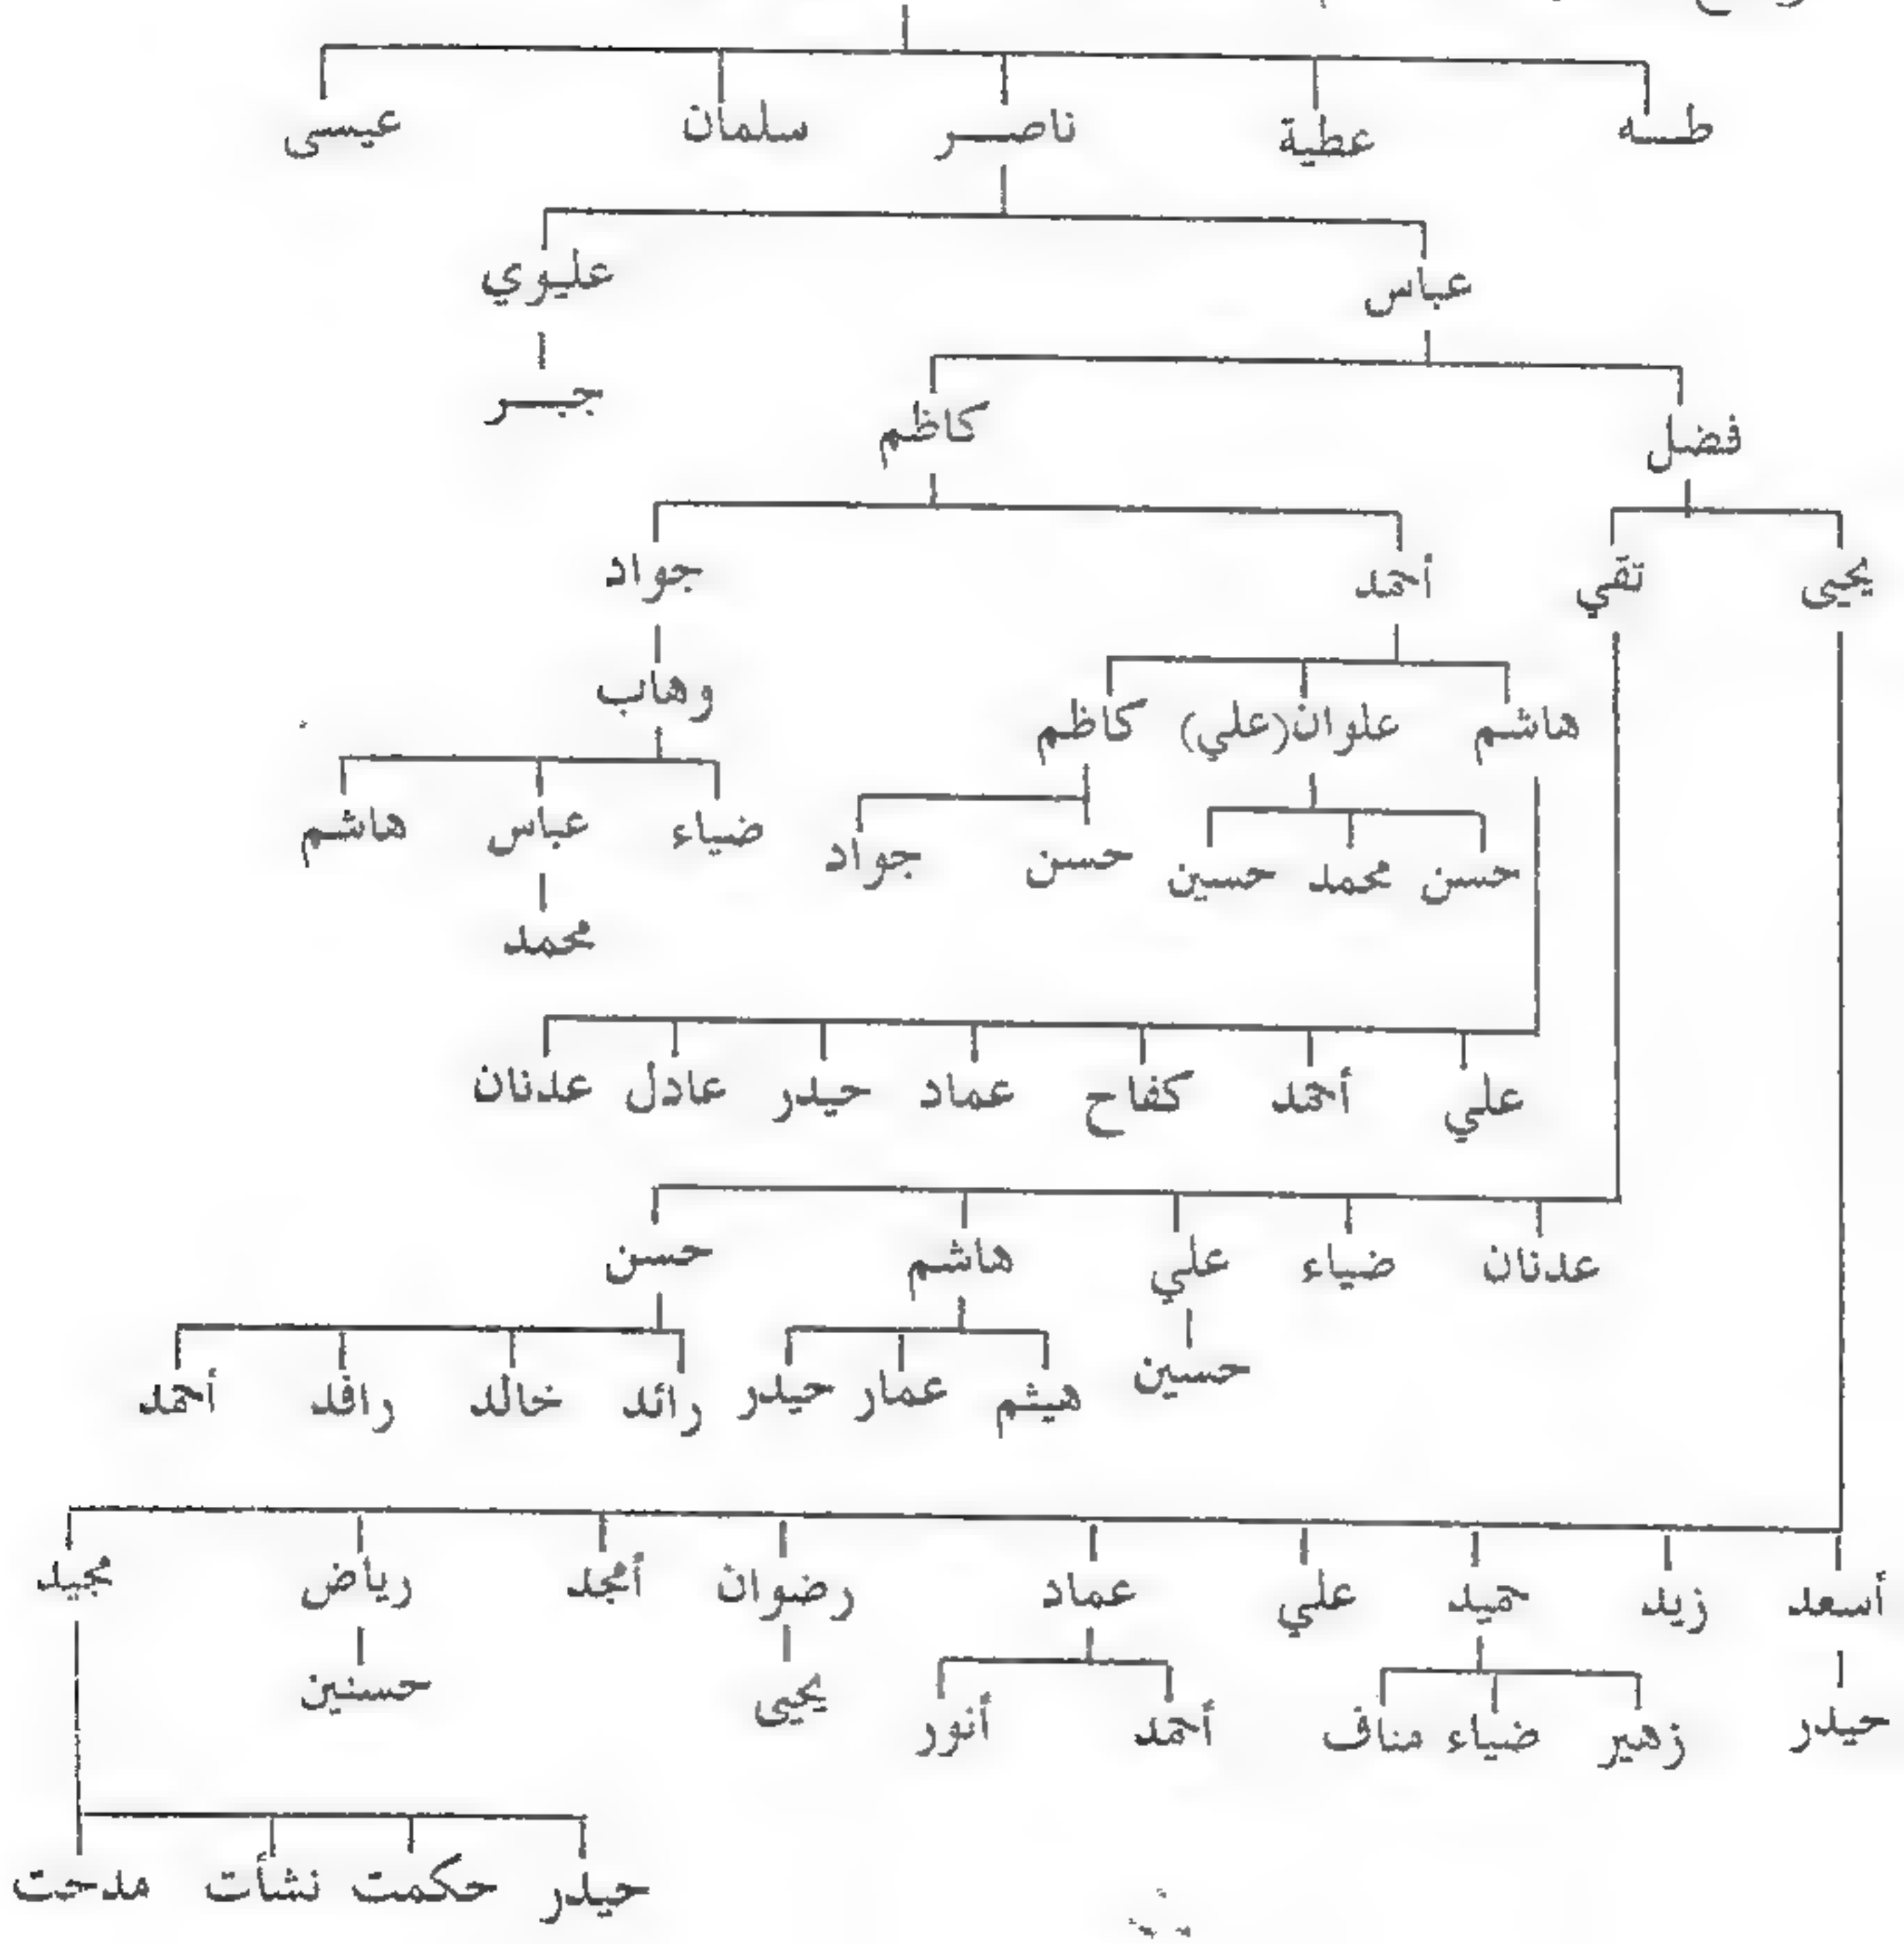 طه عطية ناصر سلمان عيسى
عباس عليوي
فضل كاظم جبر
يحيى تقي أحمد جواد
هاشم علوان (علي) كاظم وهاب
حسن محمد حسين حسن جواد ضياء عباس هاشم
محمد
علي أحمد كفاح عماد حيدر عادل عدنان
عدنان ضياء علي هاشم حسن
حسين هيثم عمار حيدر رائد خالد رافد أحمد
أسعد زيد حميد علي عماد رضوان أمجد رياض مجيد
حيدر زهير ضياء مناف أحمد أنور يحيى حسنين
حيدر حكمت نشأت مدحت